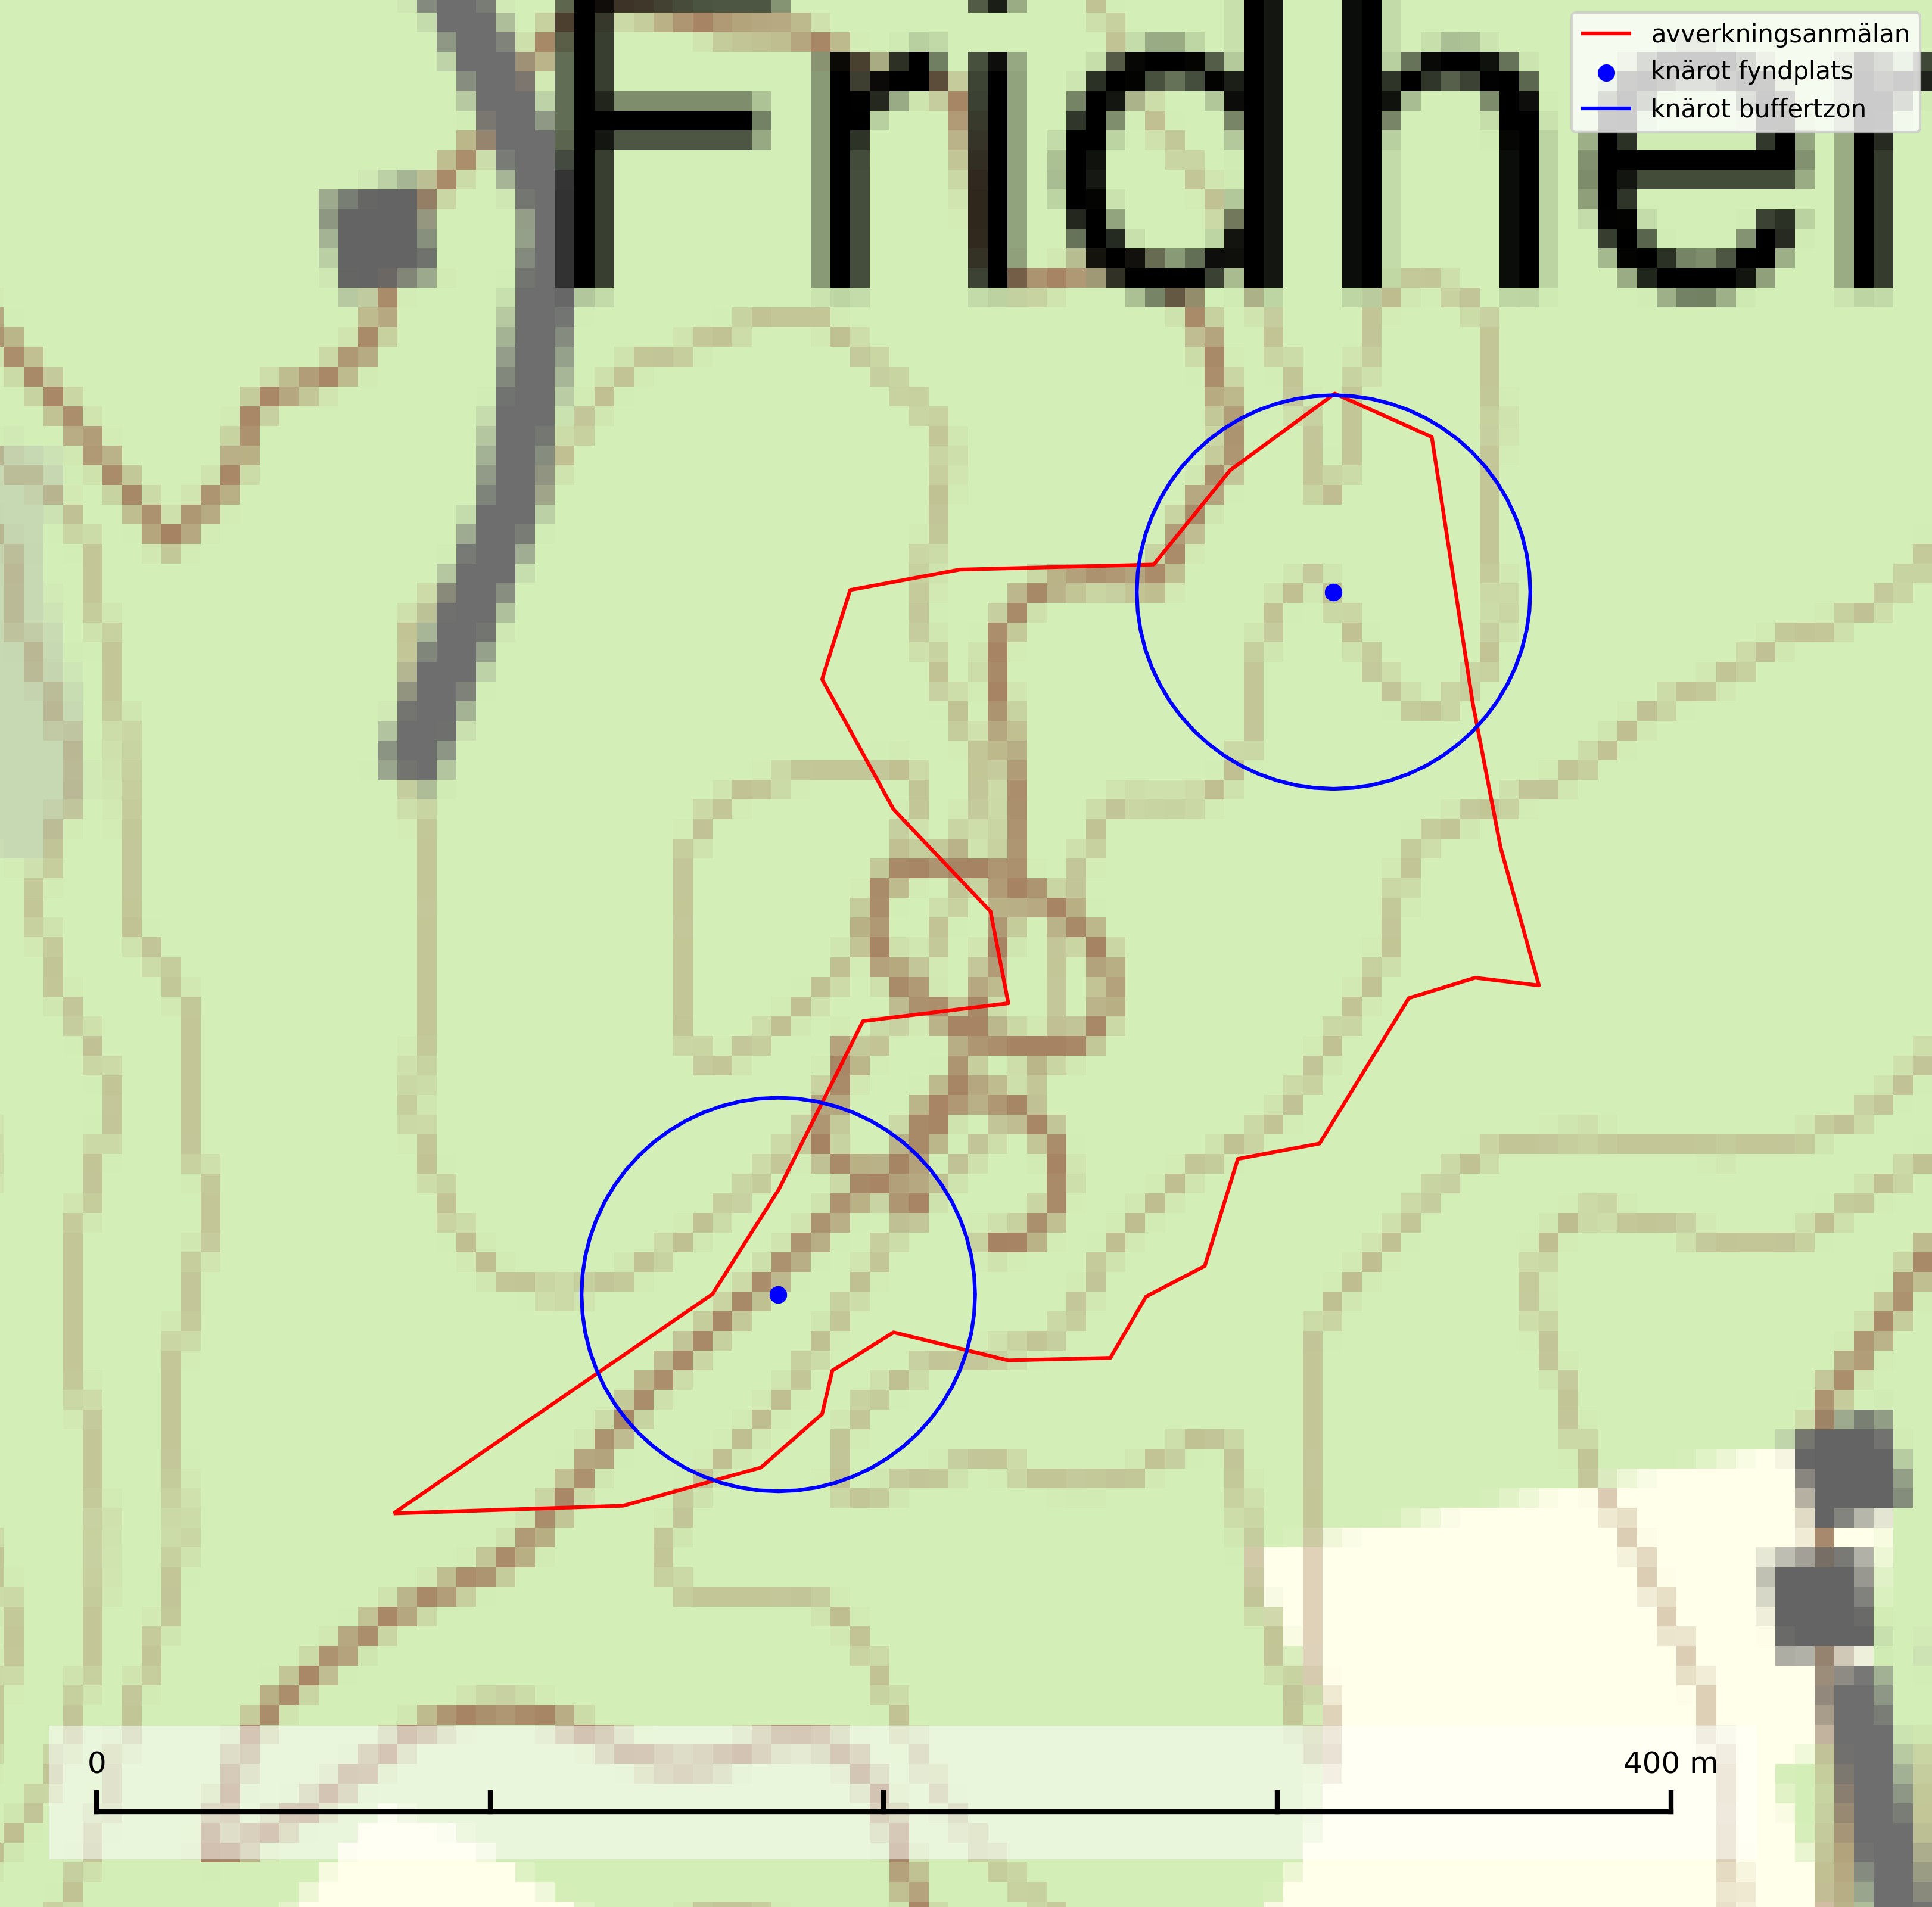 Fridhe
avverkningsanmälan
knärot fyndplats
knärot buffertzon
0
400 m